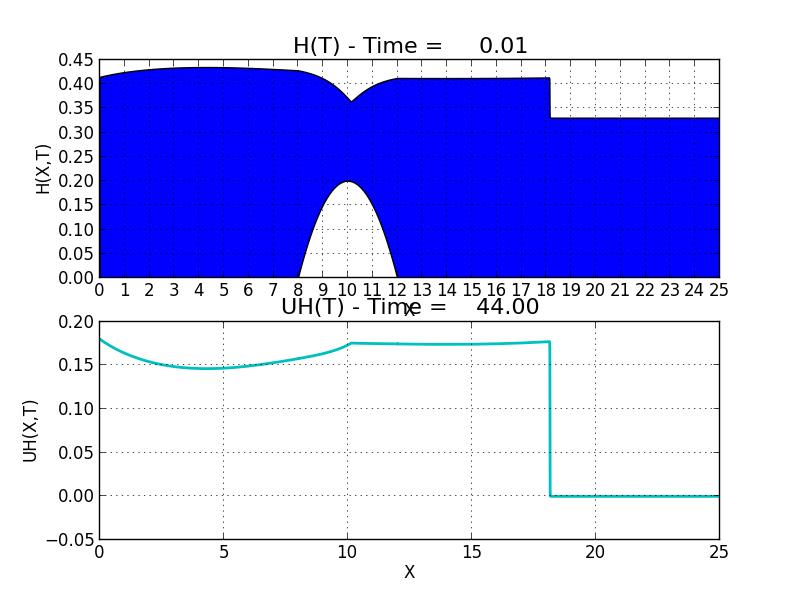 H(T) - Time =     0.01
0.45
0.40
0.35
0.30
0.25
0.20
0.15
0.10
0.05
0.00
H(X,T)
0 1 2 3 4 5 6 7 8 9 10 11 12 13 14 15 16 17 18 19 20 21 22 23 24 25
X
UH(T) - Time =     44.00
0.20
0.15
0.10
0.05
0.00
−0.05
UH(X,T)
0 5 10 15 20 25
X